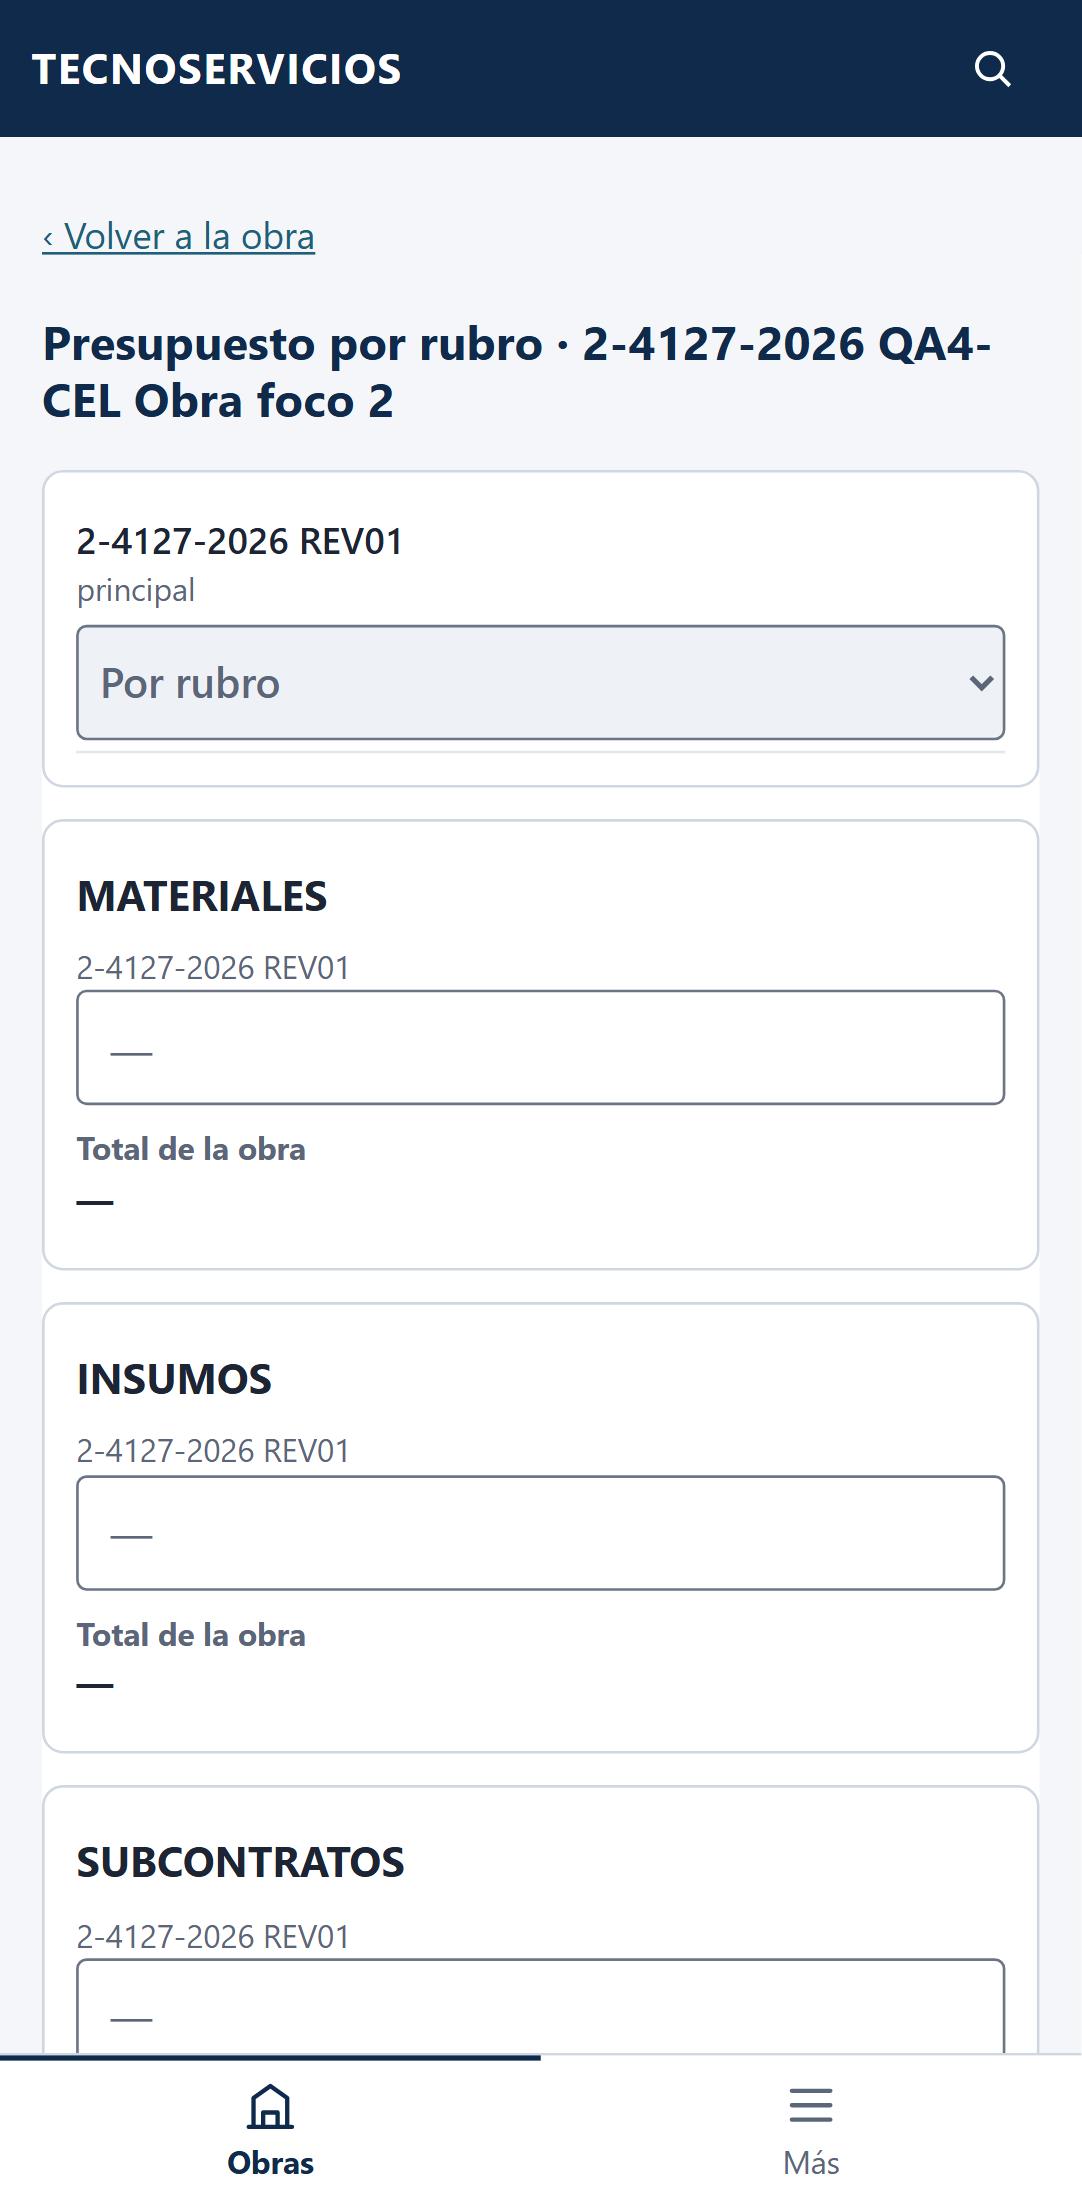 TECNOSERVICIOS
‹ Volver a la obra
Presupuesto por rubro · 2-4127-2026 QA4-
CEL Obra foco 2
2-4127-2026 REV01
principal
Por rubro
MATERIALES
2-4127-2026 REV01
—
Total de la obra
—
INSUMOS
2-4127-2026 REV01
—
Total de la obra
—
SUBCONTRATOS
2-4127-2026 REV01
—
Obras
Más